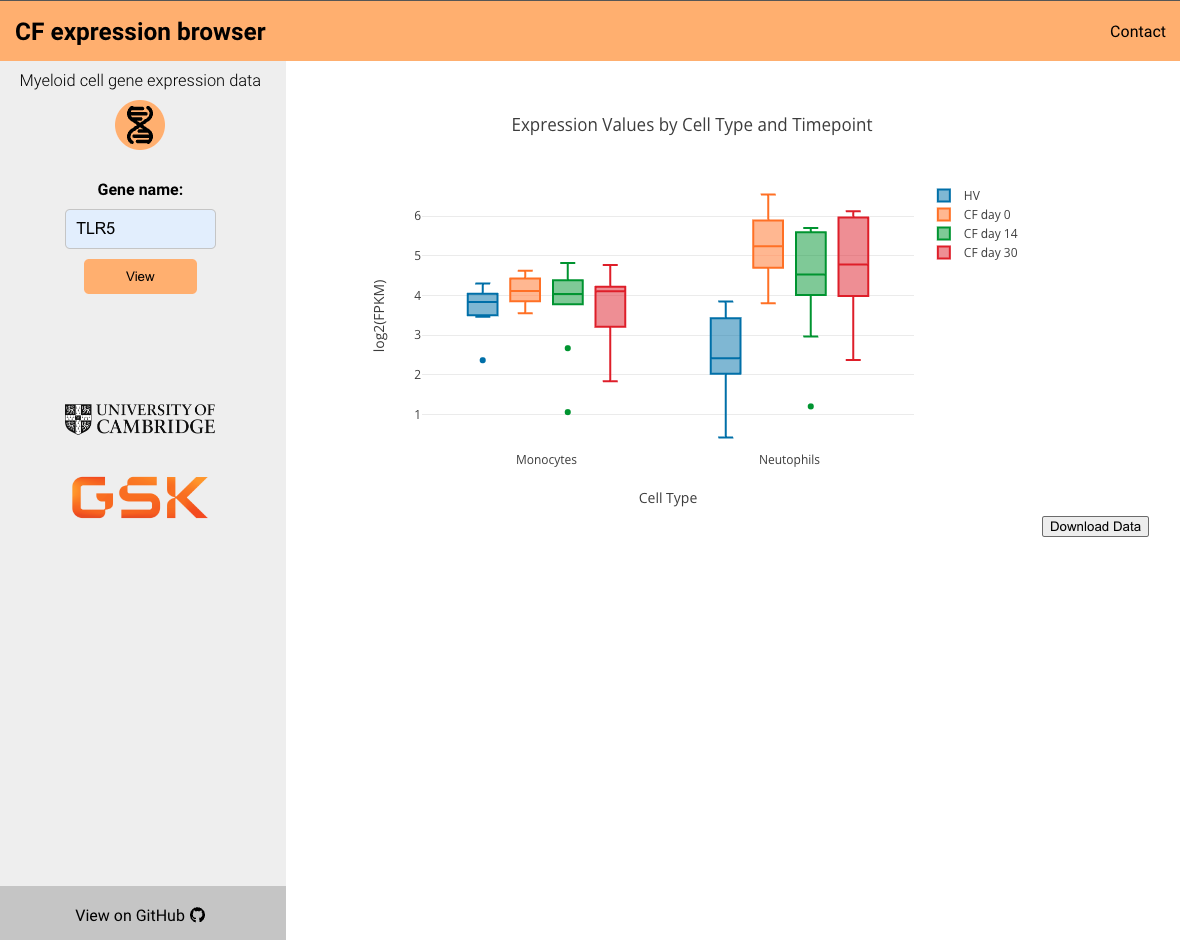 CF expression browser
Contact
Myeloid cell gene expression data
Gene name:
TLR5
View
UNIVERSITY OF
CAMBRIDGE
GSK
View on GitHub
Expression Values by Cell Type and Timepoint
HV
CF day 0
CF day 14
CF day 30
6
5
4
3
2
1
log2(FPKM)
Monocytes
Neutophils
Cell Type
Download Data